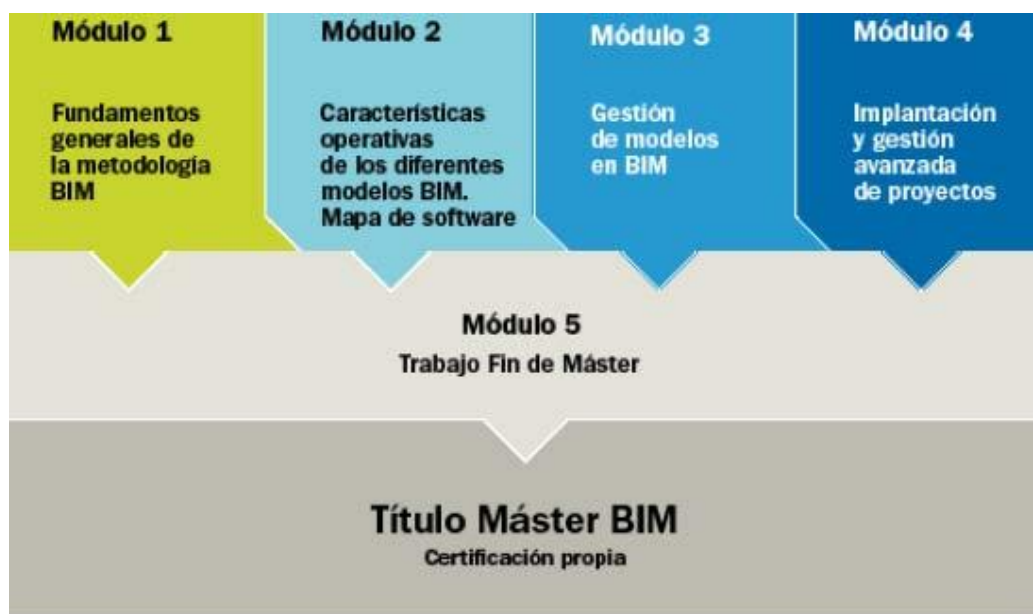 Módulo 1
Fundamentos
generales de
la metodología
BIM
Módulo 2
Características
operativas
de los diferentes
modelos BIM.
Mapa de software
Módulo 3
Gestión
de modelos
en BIM
Módulo 4
Implantación
y gestión
avanzada
de proyectos
Módulo 5
Trabajo Fin de Máster
Título Máster BIM
Certificación propia